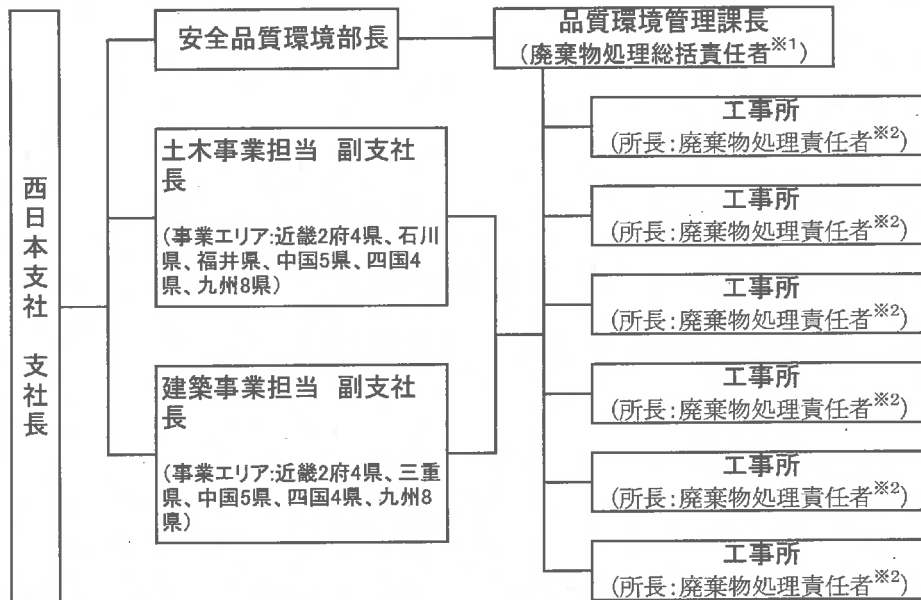 西日本支社　支社長
安全品質環境部長
品質環境管理課長
(廃棄物処理総括責任者※1)
土木事業担当　副支社
長
(事業エリア:近畿2府4県、石川
県、福井県、中国5県、四国4
県、九州8県)
建築事業担当　副支社
長
(事業エリア:近畿2府4県、三重
県、中国5県、四国4県、九州8
県)
工事所
(所長:廃棄物処理責任者※2)
工事所
(所長:廃棄物処理責任者※2)
工事所
(所長:廃棄物処理責任者※2)
工事所
(所長:廃棄物処理責任者※2)
工事所
(所長:廃棄物処理責任者※2)
工事所
(所長:廃棄物処理責任者※2)